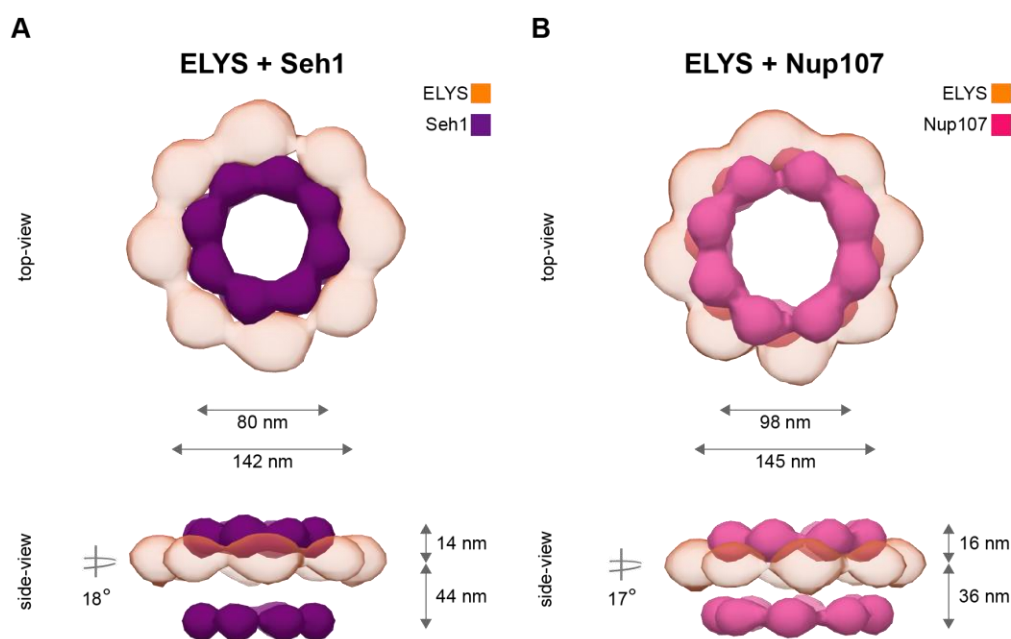 A
ELYS + Seh1
ELYS
Seh1
top-view
80 nm
142 nm
side-view
18°
14 nm
44 nm
B
ELYS + Nup107
ELYS
Nup107
top-view
98 nm
145 nm
side-view
17°
16 nm
36 nm